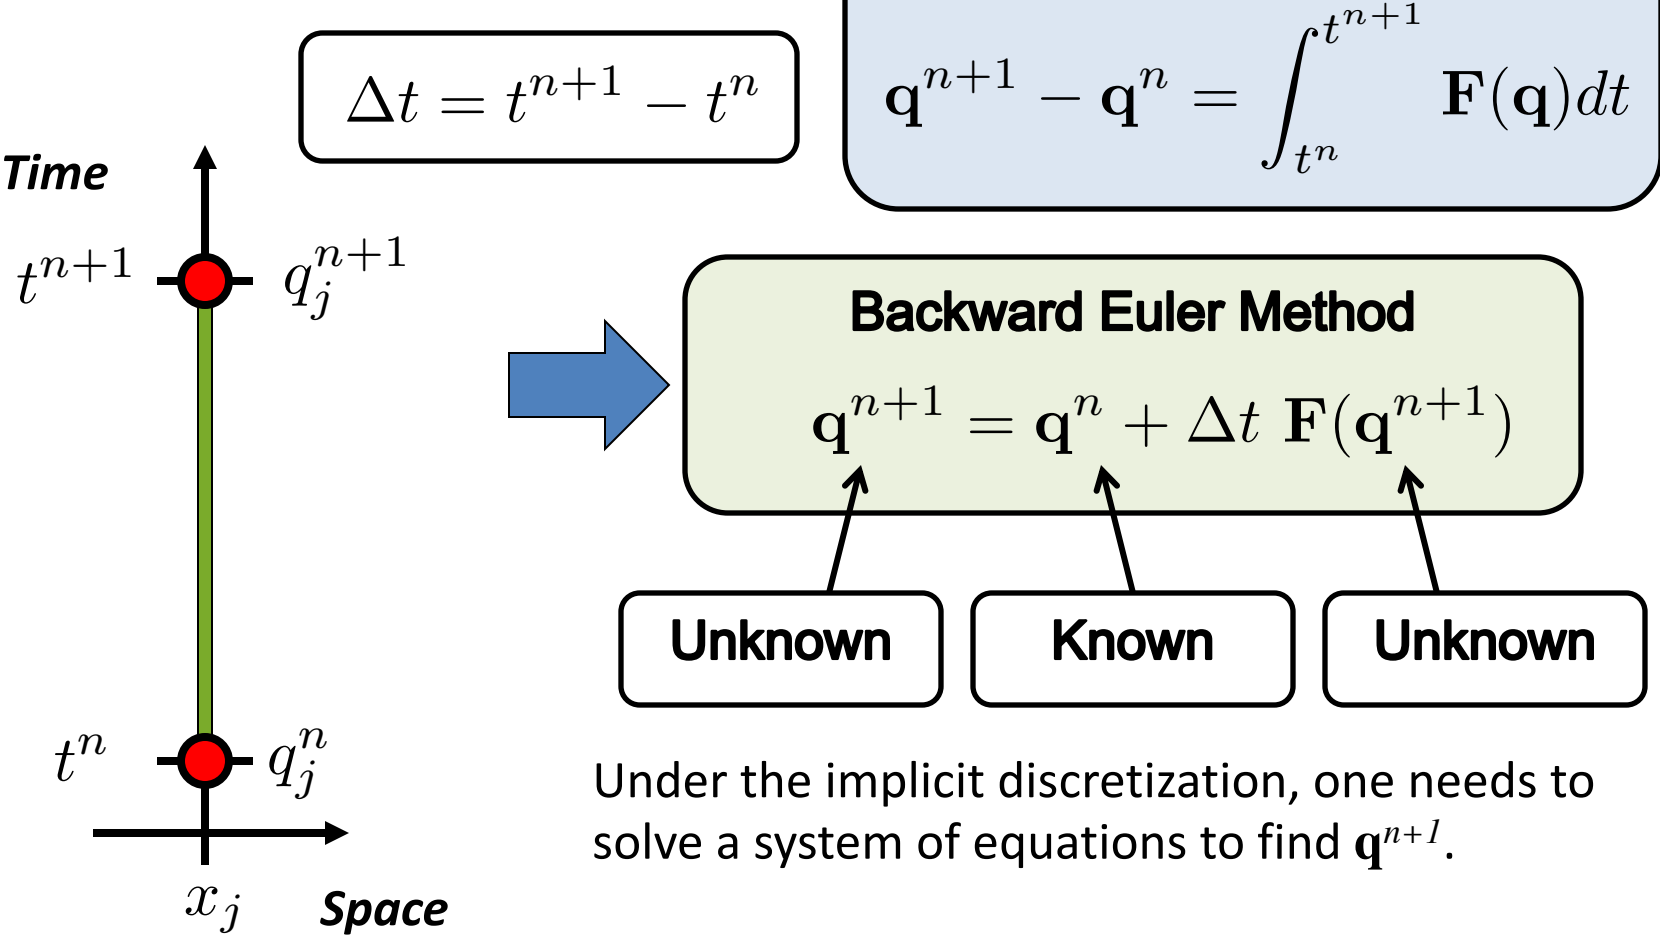 Δt = t^{n+1} − t^n
q^{n+1} − q^n = ∫_{t^n}^{t^{n+1}} F(q)dt
Time
t^{n+1}
q_j^{n+1}
Backward Euler Method
q^{n+1} = q^n + Δt F(q^{n+1})
Unknown
Known
Unknown
t^n
q_j^n
Under the implicit discretization, one needs to
solve a system of equations to find q^{n+1}.
x_j
Space